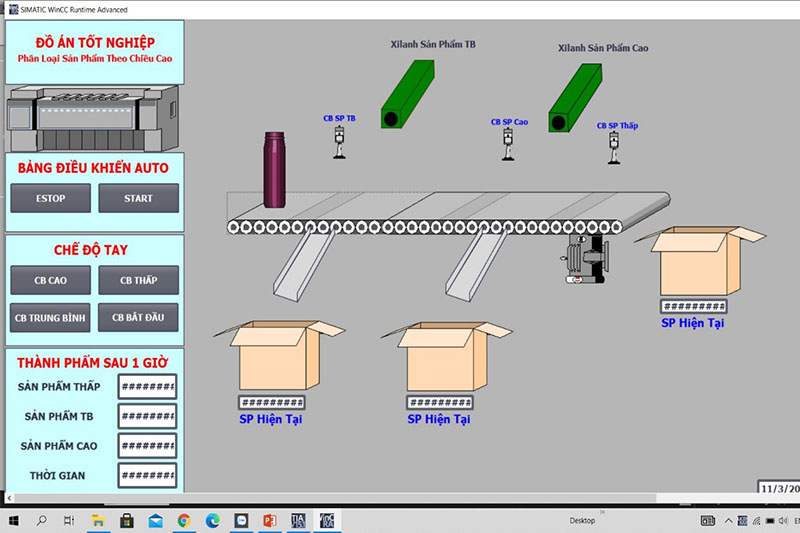 SIMATIC WinCC Runtime Advanced
ĐỒ ÁN TỐT NGHIỆP
Phân Loại Sản Phẩm Theo Chiều Cao
BẢNG ĐIỀU KHIỂN AUTO
ESTOP
START
CHẾ ĐỘ TAY
CB CAO
CB THẤP
CB TRUNG BÌNH
CB BẮT ĐẦU
THÀNH PHẨM SAU 1 GIỜ
SẢN PHẨM THẤP
########
SẢN PHẨM TB
########
SẢN PHẨM CAO
########
THỜI GIAN
########
Xilanh Sản Phẩm TB
Xilanh Sản Phẩm Cao
CB SP TB
CB SP Cao
CB SP Thấp
#########
SP Hiện Tại
#########
SP Hiện Tại
#########
SP Hiện Tại
11/3/20
Desktop